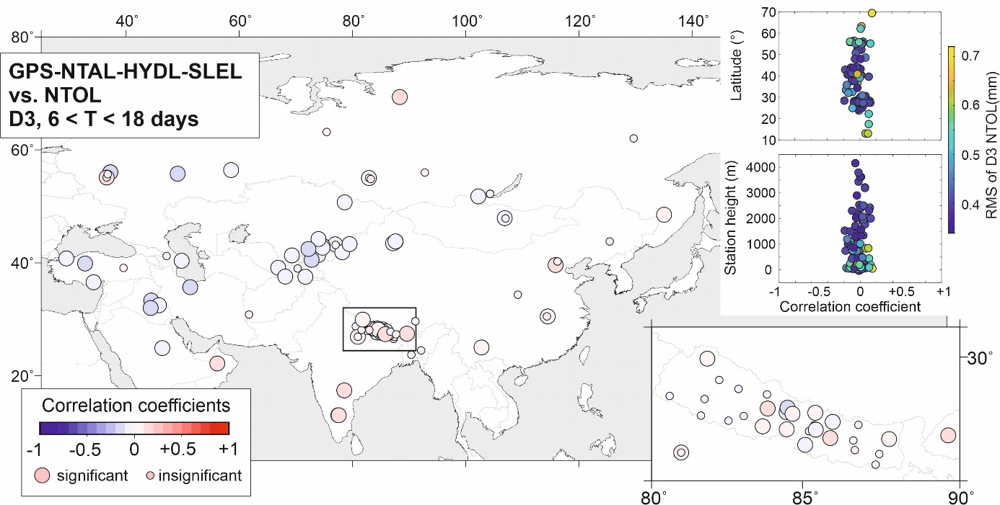 40° 60° 80° 100° 120° 140°
80°
60°
40°
20°
GPS-NTAL-HYDL-SLEL
vs. NTOL
D3, 6 < T < 18 days
Correlation coefficients
-1 -0.5 0 +0.5 +1
significant insignificant
Latitude (°)
70
60
50
40
30
20
10
Station height (m)
4000
3000
2000
1000
0
-1 -0.5 0 +0.5 +1
Correlation coefficient
0.7
0.6
0.5
0.4
RMS of D3 NTOL(mm)
30°
80° 85° 90°